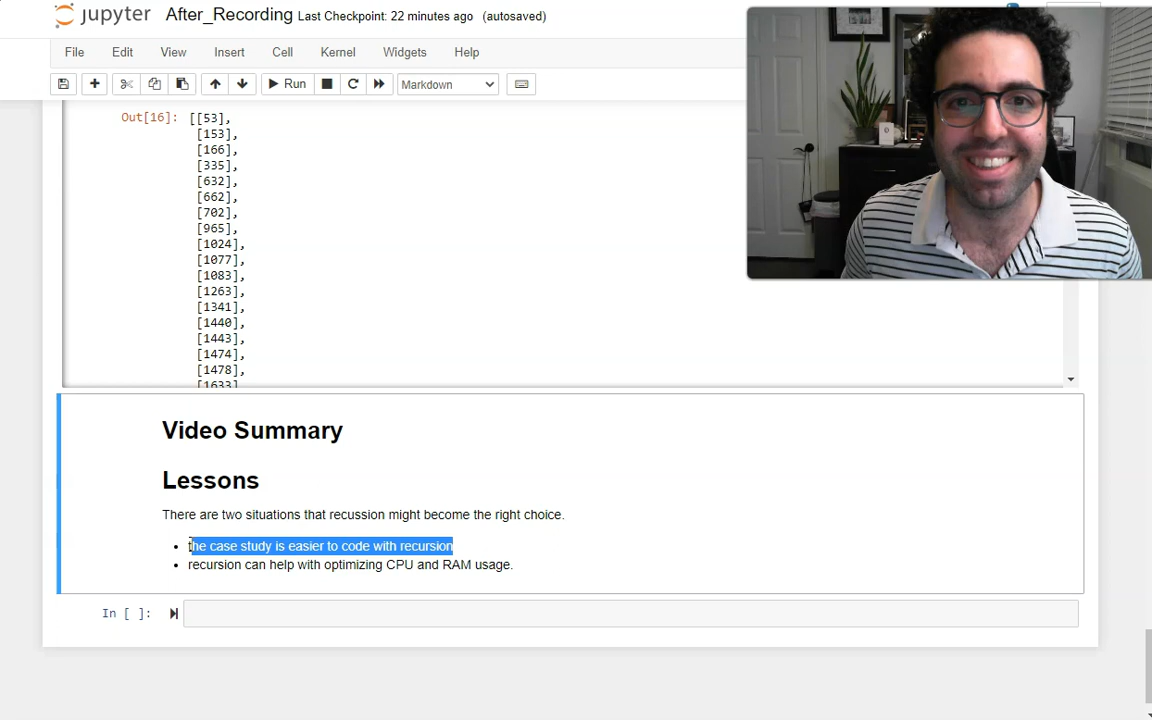 jupyter After_Recording Last Checkpoint: 22 minutes ago (autosaved)
File Edit View Insert Cell Kernel Widgets Help
Run Markdown
Out[16]: [[53],
[153],
[166],
[335],
[632],
[662],
[702],
[965],
[1024],
[1077],
[1083],
[1263],
[1341],
[1440],
[1443],
[1474],
[1478],
[1633]
Video Summary
Lessons
There are two situations that recussion might become the right choice.
the case study is easier to code with recursion
recursion can help with optimizing CPU and RAM usage.
In [ ]: